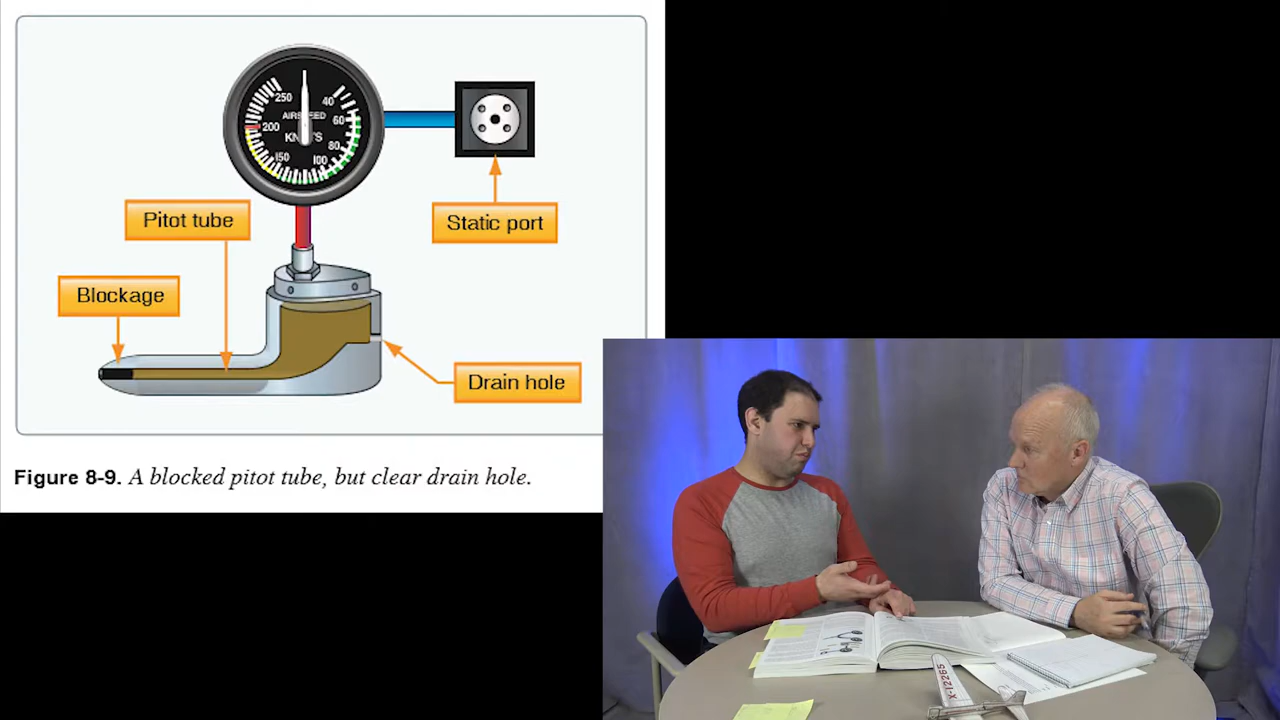 250
40
AIRSPEED
60
200
KNOTS
80
150
100
Static port
Pitot tube
Blockage
Drain hole
Figure 8-9. A blocked pitot tube, but clear drain hole.
X-12265